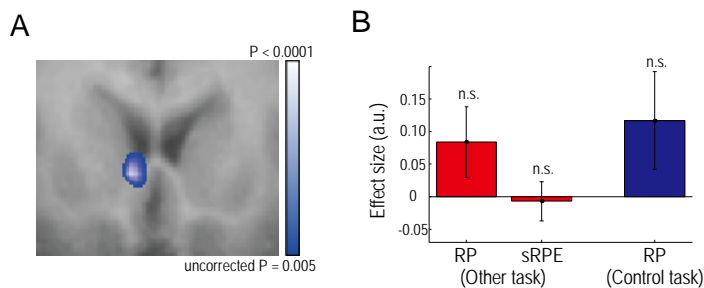 A
P < 0.0001
uncorrected P = 0.005
B
Effect size (a.u.)
0.15
0.10
0.05
0
-0.05
n.s.
n.s.
n.s.
RP sRPE RP
(Other task) (Control task)